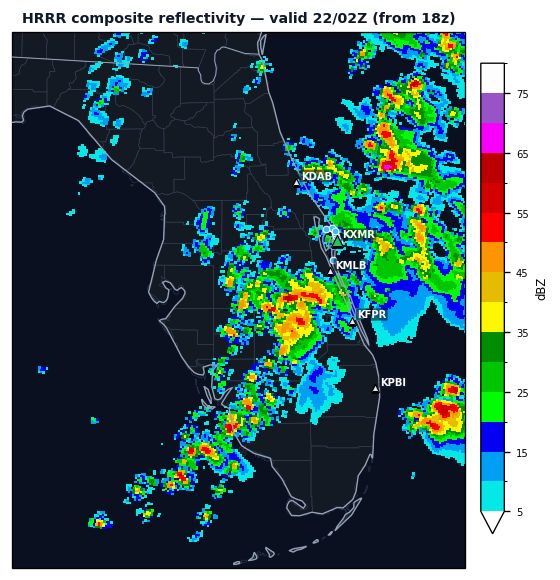 HRRR composite reflectivity — valid 22/02Z (from 18z)
KDAB
KXMR
KMLB
KFPR
KPBI
75
65
55
45
35
25
15
5
dBZ